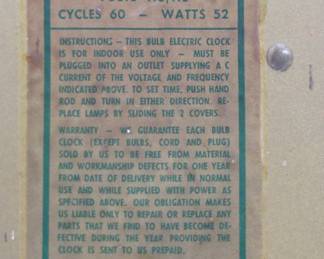 CYCLES 60 — WATTS 52
INSTRUCTIONS — THIS BULB ELECTRIC CLOCK
IS FOR INDOOR USE ONLY — MUST BE
PLUGGED INTO AN OUTLET SUPPLYING A C
CURRENT OF THE VOLTAGE AND FREQUENCY
INDICATED ABOVE. TO SET TIME, PUSH HAND
ROD AND TURN IN EITHER DIRECTION. RE-
PLACE LAMPS BY SLIDING THE 2 COVERS.
WARRANTY — WE GUARANTEE EACH BULB
CLOCK (EXCEPT BULBS, CORD AND PLUG)
SOLD BY US TO BE FREE FROM MATERIAL
AND WORKMANSHIP DEFECTS FOR ONE YEAR
FROM DATE OF DELIVERY WHILE IN NORMAL
USE AND WHILE SUPPLIED WITH POWER AS
SPECIFIED ABOVE. OUR OBLIGATION MAKES
US LIABLE ONLY TO REPAIR OR REPLACE ANY
PARTS THAT WE FIND TO HAVE BECOME DE-
FECTIVE DURING THE YEAR PROVIDING THE
CLOCK IS SENT TO US PREPAID.